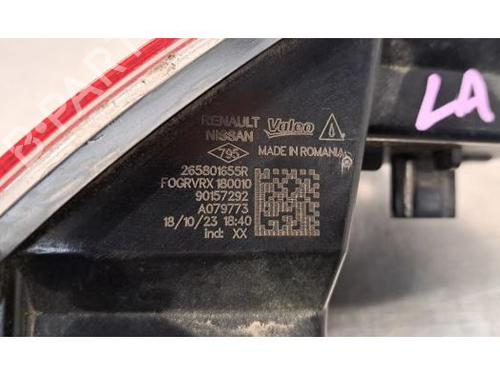 RENAULT
NISSAN
Valeo
795
MADE IN ROMANIA
265801655R
FOGRVRX 180010
90157292
A079773
18/10/23 18:40
ind: XX
LA